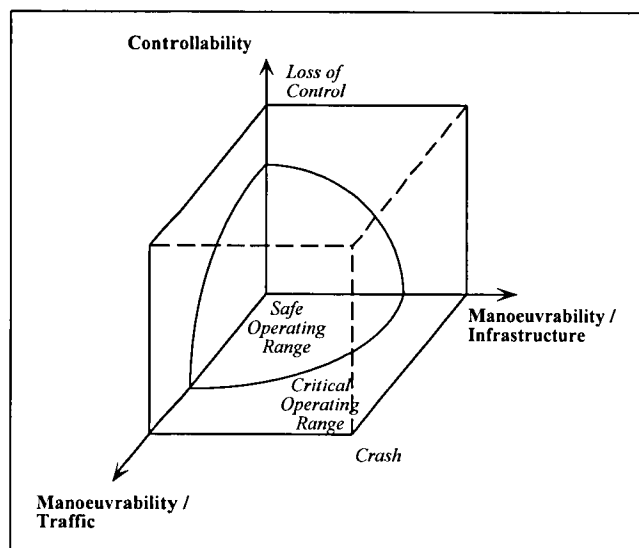 Controllability
Loss of
Control
Safe
Operating
Range
Manoeuvrability /
Infrastructure
Critical
Operating
Range
Crash
Manoeuvrability /
Traffic